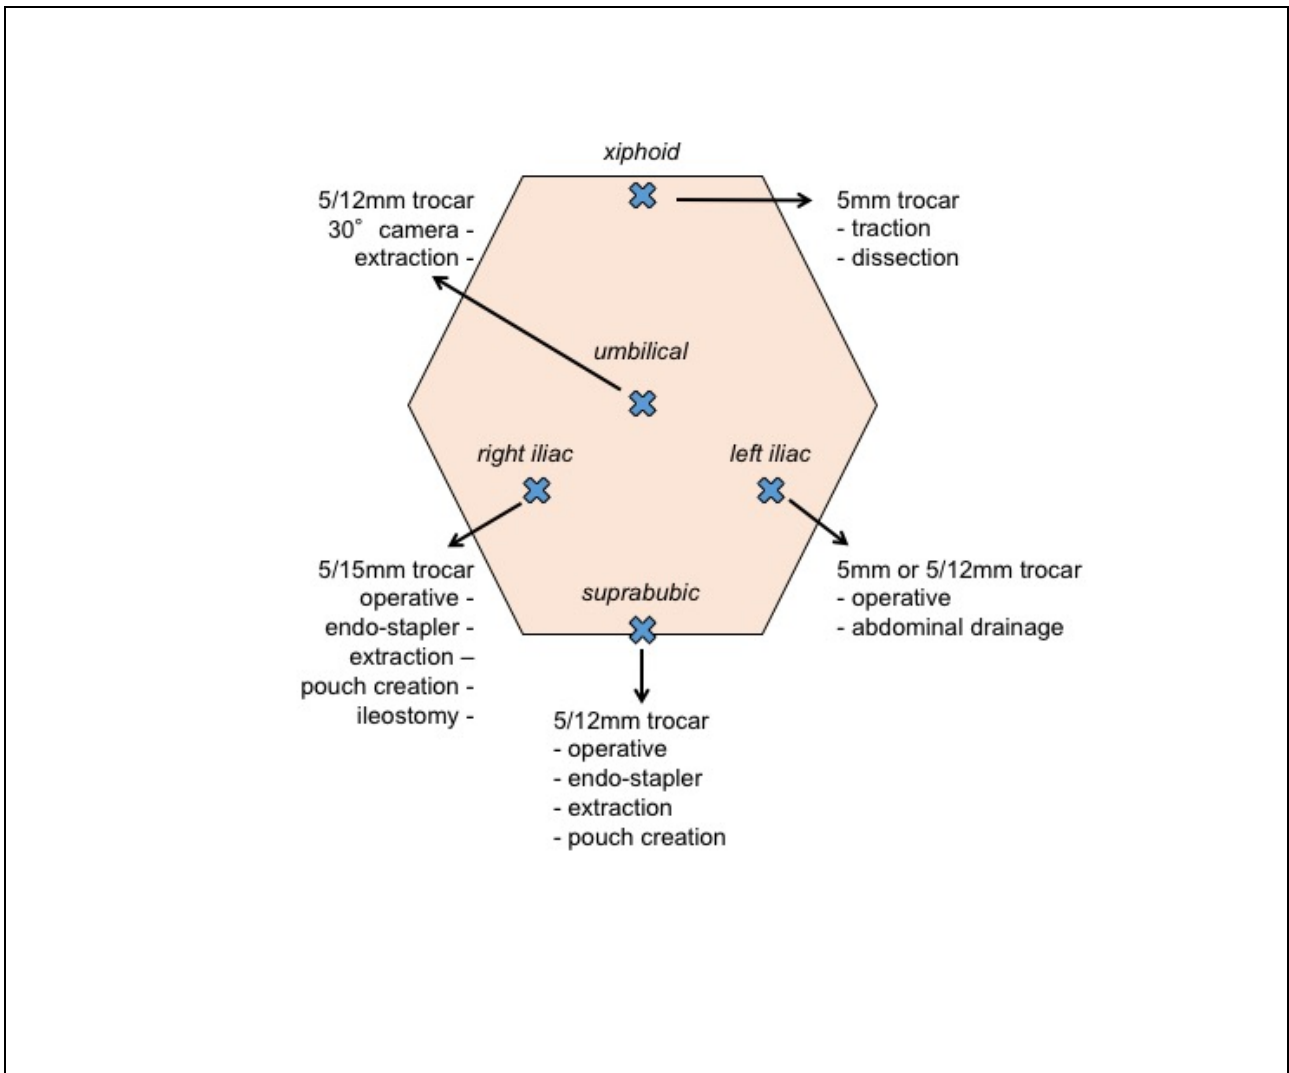 xiphoid
5/12mm trocar
30° camera -
extraction -
5mm trocar
- traction
- dissection
umbilical
right iliac
left iliac
5/15mm trocar
operative -
endo-stapler -
extraction –
pouch creation -
ileostomy -
suprabubic
5mm or 5/12mm trocar
- operative
- abdominal drainage
5/12mm trocar
- operative
- endo-stapler
- extraction
- pouch creation